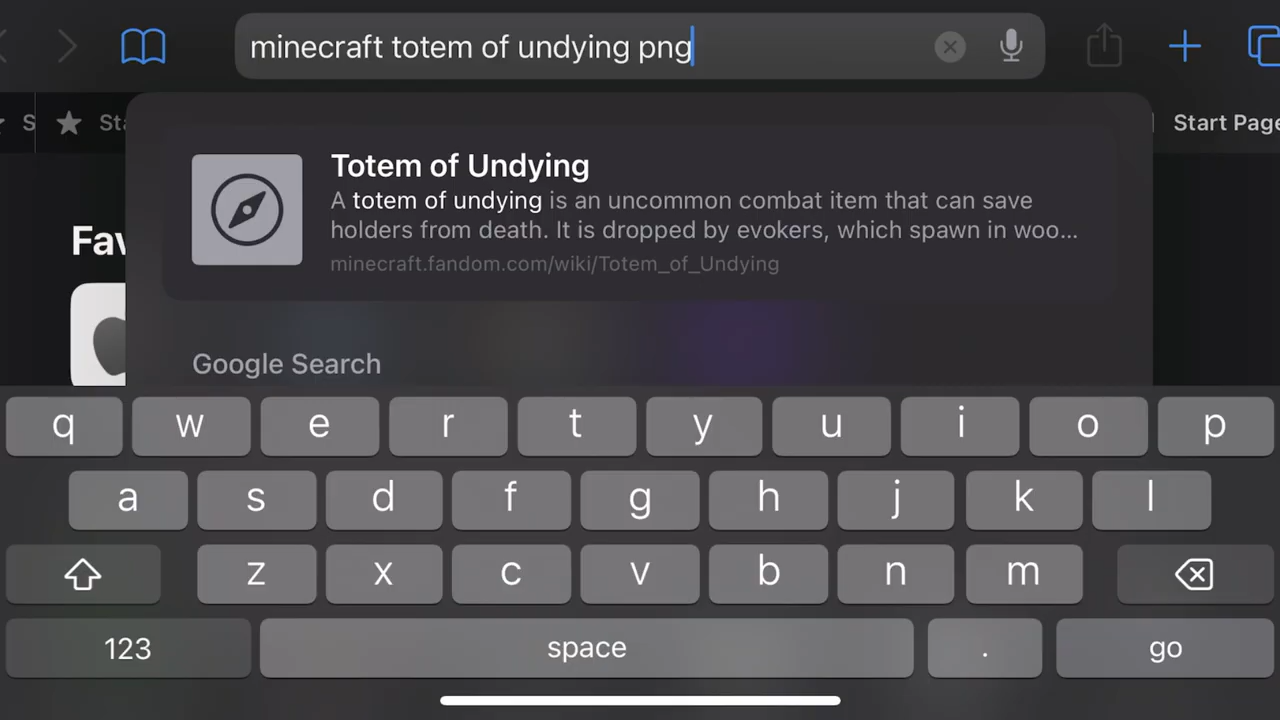 minecraft totem of undying png
S
Sta
Start Page
Totem of Undying
A totem of undying is an uncommon combat item that can save
holders from death. It is dropped by evokers, which spawn in woo...
minecraft.fandom.com/wiki/Totem_of_Undying
Fav
Google Search
q w e r t y u i o p
a s d f g h j k l
z x c v b n m
123 space . go